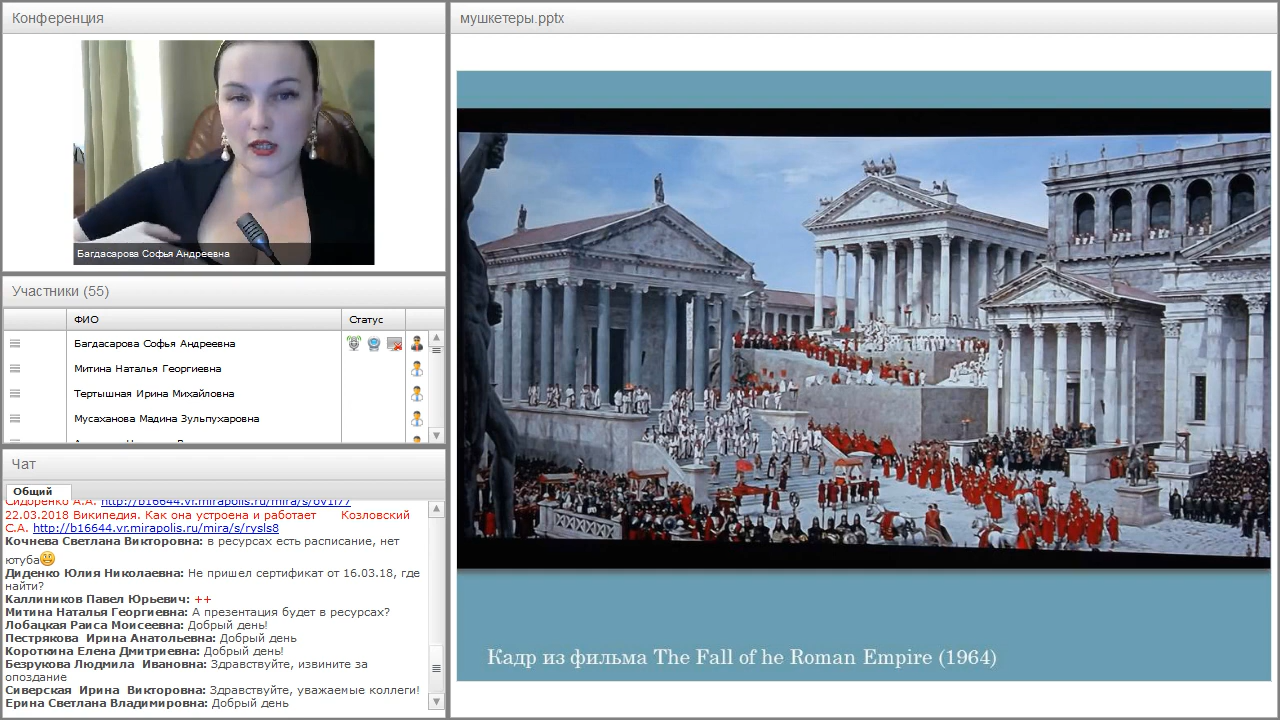 Конференция
Багдасарова Софья Андреевна
Участники (55)
ФИО Статус
Багдасарова Софья Андреевна
Митина Наталья Георгиевна
Тертышная Ирина Михайловна
Мусаханова Мадина Зульпухаровна
Чат
Общий
Сидоренко А.А.
22.03.2018 Википедия. Как она устроена и работает Козловский
С.А. http://b16644.vr.mirapolis.ru/mira/s/rysls8
Кочнева Светлана Викторовна: в ресурсах есть расписание, нет
ютуба
Диденко Юлия Николаевна: Не пришел сертификат от 16.03.18, где
найти?
Каллиников Павел Юрьевич: ++
Митина Наталья Георгиевна: А презентация будет в ресурсах?
Лобацкая Раиса Моисеевна: Добрый день!
Пестрякова Ирина Анатольевна: Добрый день
Короткина Елена Дмитриевна: Добрый день!
Безрукова Людмила Ивановна: Здравствуйте, извините за
опоздание
Сиверская Ирина Викторовна: Здравствуйте, уважаемые коллеги!
Ерина Светлана Владимировна: Добрый день
мушкетеры.pptx
Кадр из фильма The Fall of he Roman Empire (1964)